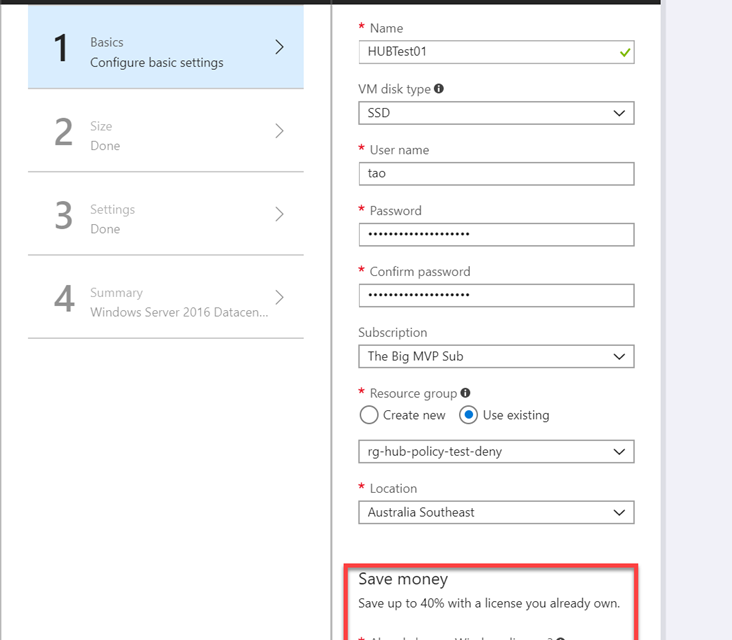 1
Basics
Configure basic settings
2
Size
Done
3
Settings
Done
4
Summary
Windows Server 2016 Datacen...
* Name
HUBTest01
VM disk type
SSD
* User name
tao
* Password
••••••••••••••••••••
* Confirm password
••••••••••••••••••••
Subscription
The Big MVP Sub
* Resource group
Create new Use existing
rg-hub-policy-test-deny
* Location
Australia Southeast
Save money
Save up to 40% with a license you already own.